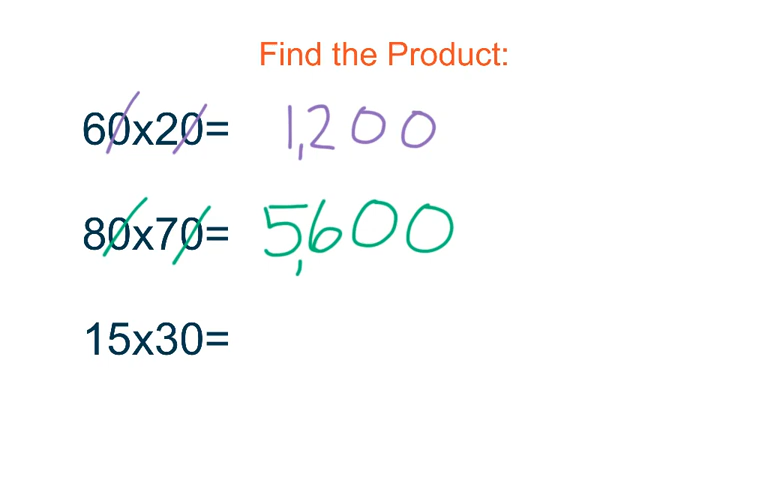 Find the Product:
60x20= 1,200
80x70= 5,600
15x30=